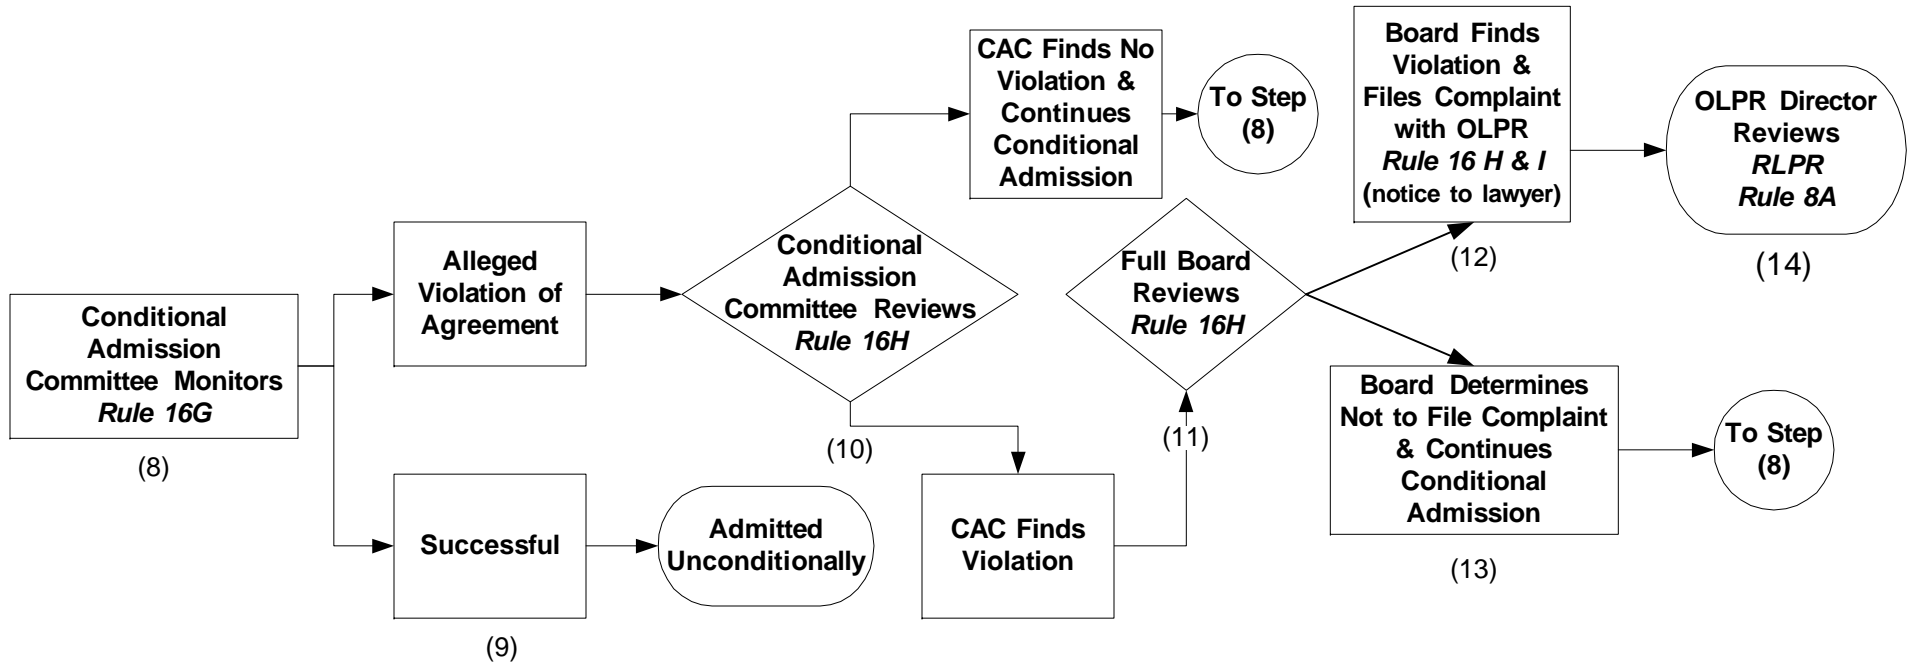 Conditional
Admission
Committee Monitors
Rule 16G
(8)
Alleged
Violation of
Agreement
Successful
(9)
Admitted
Unconditionally
Conditional
Admission
Committee Reviews
Rule 16H
(10)
CAC Finds No
Violation &
Continues
Conditional
Admission
To Step
(8)
CAC Finds
Violation
(11)
Full Board
Reviews
Rule 16H
Board Finds
Violation &
Files Complaint
with OLPR
Rule 16 H & I
(notice to lawyer)
(12)
OLPR Director
Reviews
RLPR
Rule 8A
(14)
Board Determines
Not to File Complaint
& Continues
Conditional
Admission
(13)
To Step
(8)